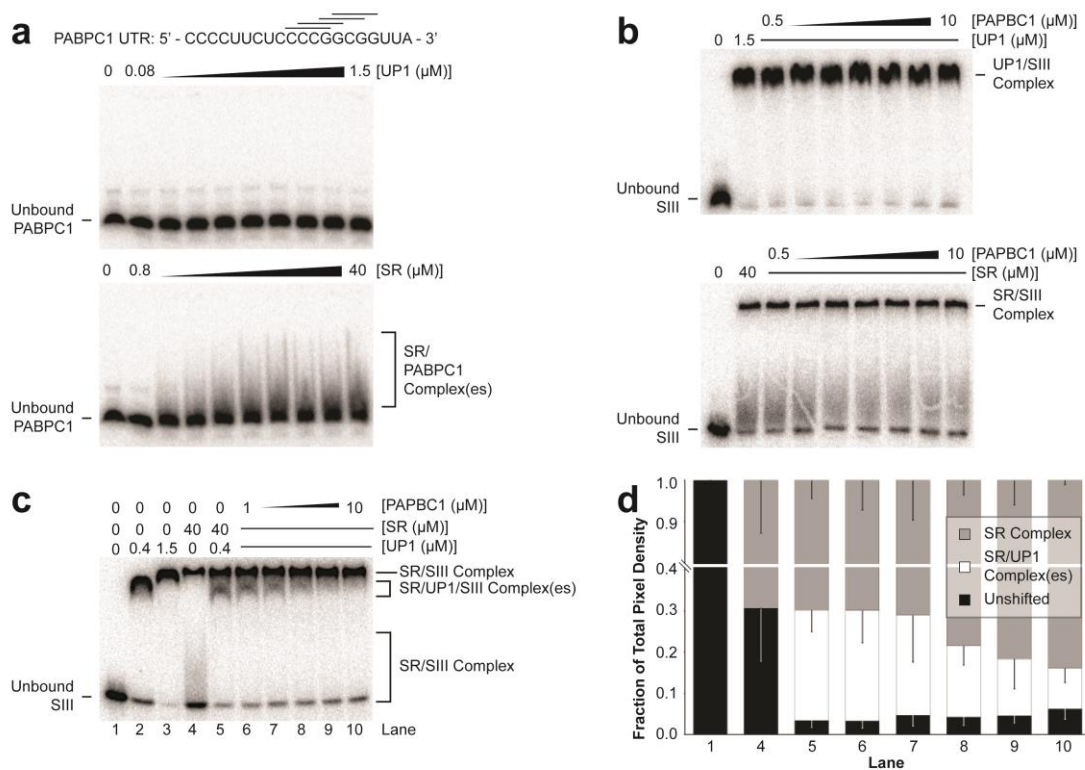 a
PABPC1 UTR: 5' - CCCCUUCUCCCCGGCGGUUA - 3'
0 0.08 1.5 [UP1 (µM)]
Unbound
PABPC1
0 0.8 40 [SR (µM)]
SR/
PABPC1
Complex(es)
Unbound
PABPC1
b
0.5 10 [PAPBC1 (µM)]
0 1.5 [UP1 (µM)]
UP1/SIII
Complex
Unbound
SIII
0.5 10 [PAPBC1 (µM)]
0 40 [SR (µM)]
SR/SIII
Complex
Unbound
SIII
c
0 0 0 0 0 1 10 [PAPBC1 (µM)]
0 0 0 40 40 [SR (µM)]
0 0.4 1.5 0 0.4 [UP1 (µM)]
SR/SIII Complex
SR/UP1/SIII Complex(es)
SR/SIII Complex
Unbound
SIII
1 2 3 4 5 6 7 8 9 10 Lane
d
Fraction of Total Pixel Density
1.0
0.9
0.4
0.3
0.2
0.1
0.0
SR Complex
SR/UP1
Complex(es)
Unshifted
1 4 5 6 7 8 9 10
Lane